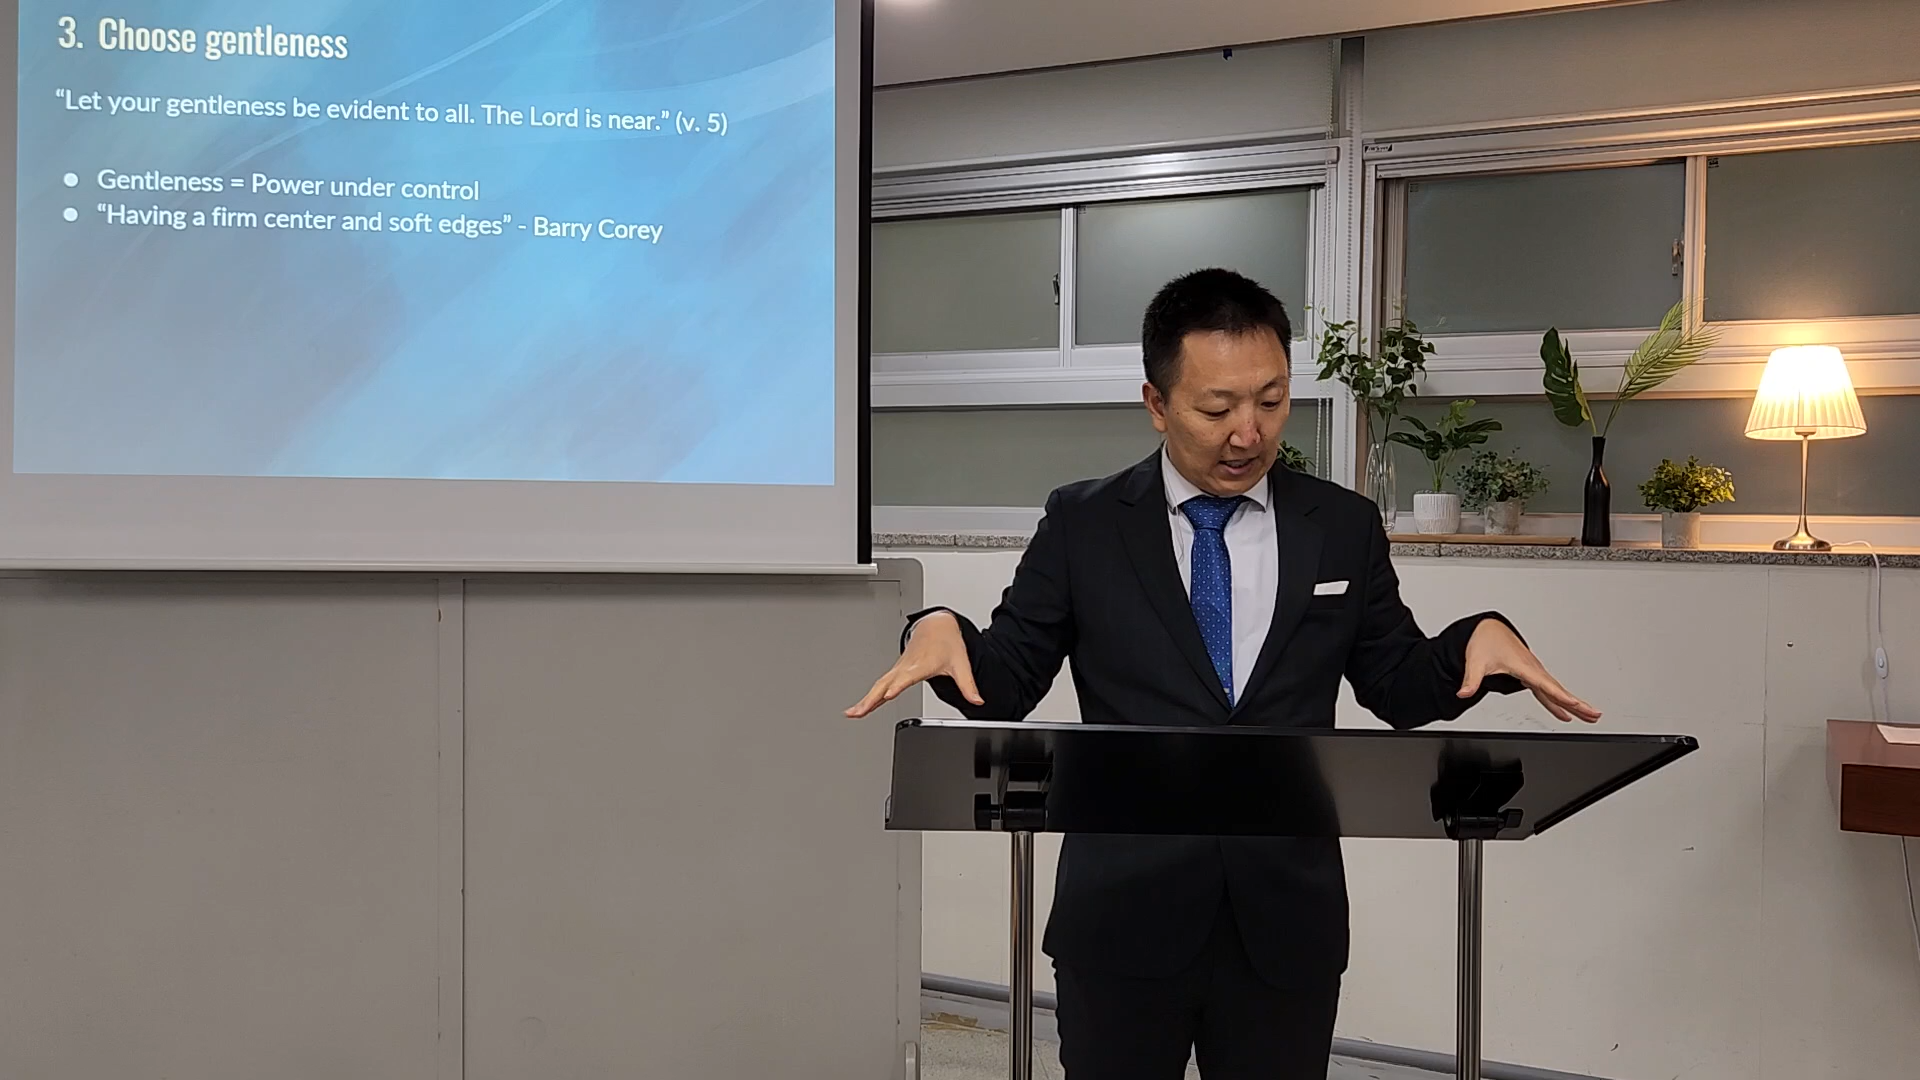 3. Choose gentleness
“Let your gentleness be evident to all. The Lord is near.” (v. 5)
● Gentleness = Power under control
● “Having a firm center and soft edges” - Barry Corey